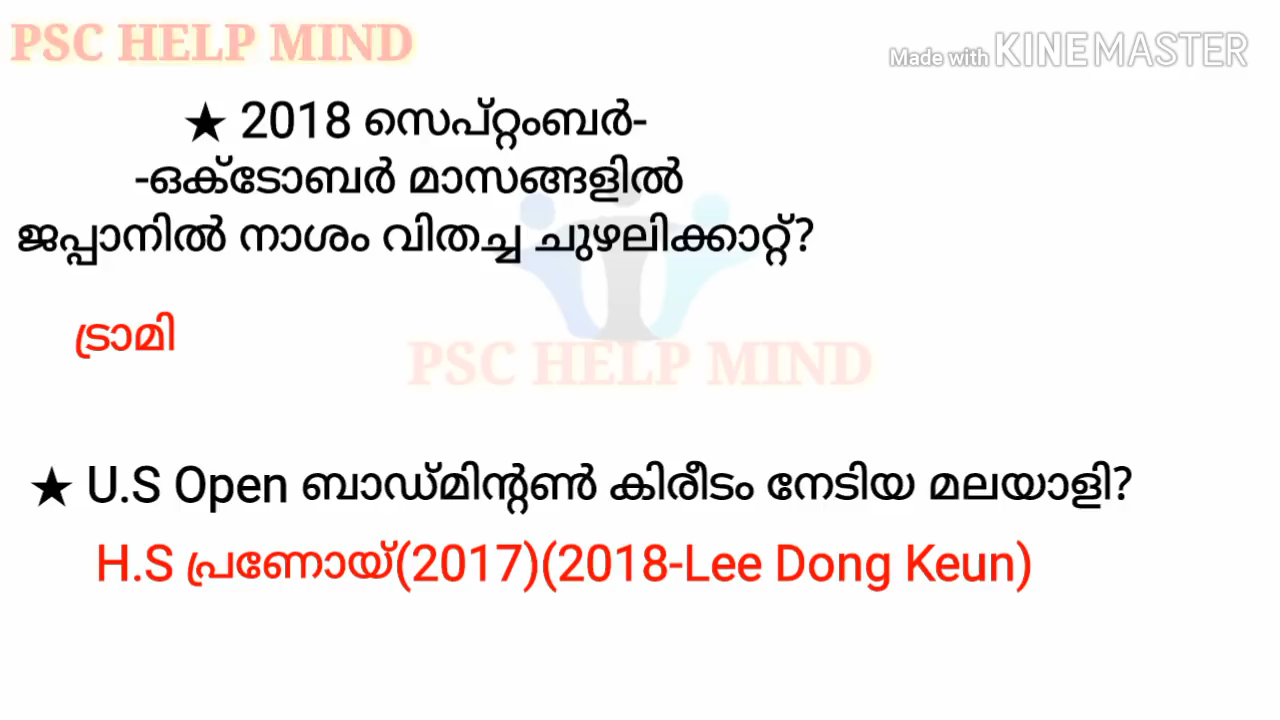 PSC HELP MIND
Made with KINEMASTER
★ 2018 സെപ്റ്റംബർ-
-ഒക്ടോബർ മാസങ്ങളിൽ
ജപ്പാനിൽ നാശം വിതച്ച ചുഴലിക്കാറ്റ്?
ട്രാമി
PSC HELP MIND
★ U.S Open ബാഡ്മിന്റൺ കിരീടം നേടിയ മലയാളി?
H.S പ്രണോയ്(2017)(2018-Lee Dong Keun)